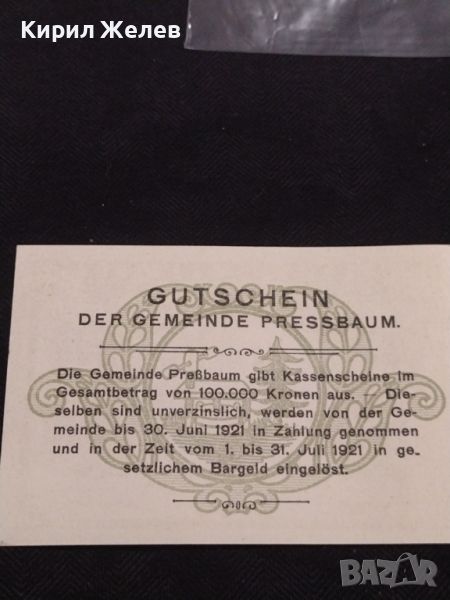 Кирил Желев
GUTSCHEIN
DER GEMEINDE PRESSBAUM.
Die Gemeinde Preßbaum gibt Kassenscheine im
Gesamtbetrag von 100.000 Kronen aus. / Die-
selben sind unverzinslich, werden von der Ge-
meinde bis 30. Juni 1921 in Zahlung genommen
und in der Zeit vom 1. bis 31. Juli 1921 in ge-
setzlichem Bargeld eingelöst.
BAZAR